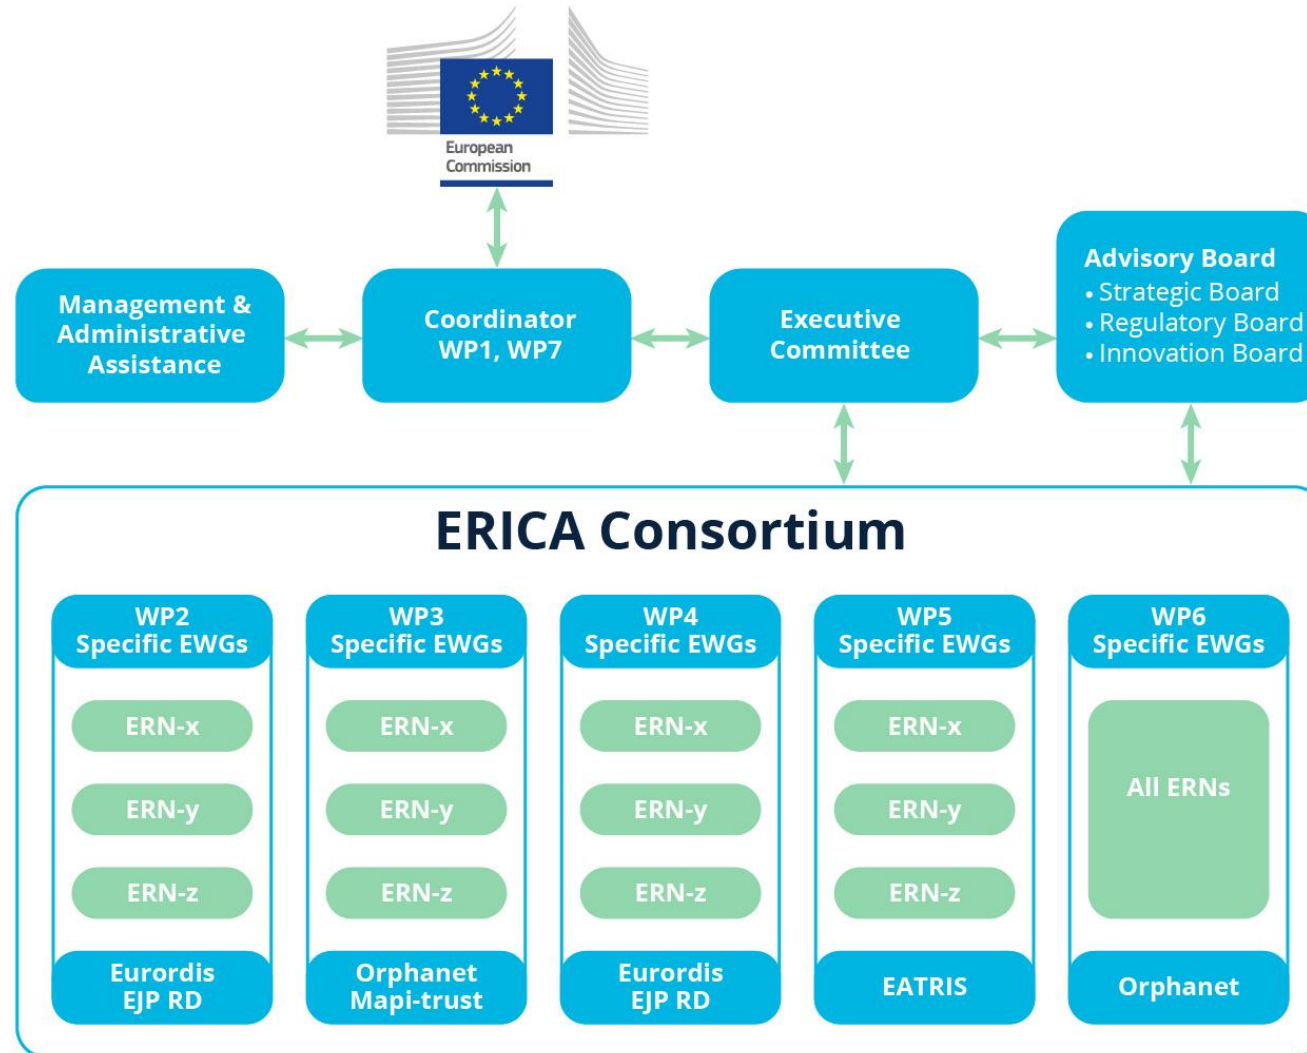 European
Commission
Management &
Administrative
Assistance
Coordinator
WP1, WP7
Executive
Committee
Advisory Board
• Strategic Board
• Regulatory Board
• Innovation Board
ERICA Consortium
WP2
Specific EWGs
ERN-x
ERN-y
ERN-z
Eurordis
EJP RD
WP3
Specific EWGs
ERN-x
ERN-y
ERN-z
Orphanet
Mapi-trust
WP4
Specific EWGs
ERN-x
ERN-y
ERN-z
Eurordis
EJP RD
WP5
Specific EWGs
ERN-x
ERN-y
ERN-z
EATRIS
WP6
Specific EWGs
All ERNs
Orphanet